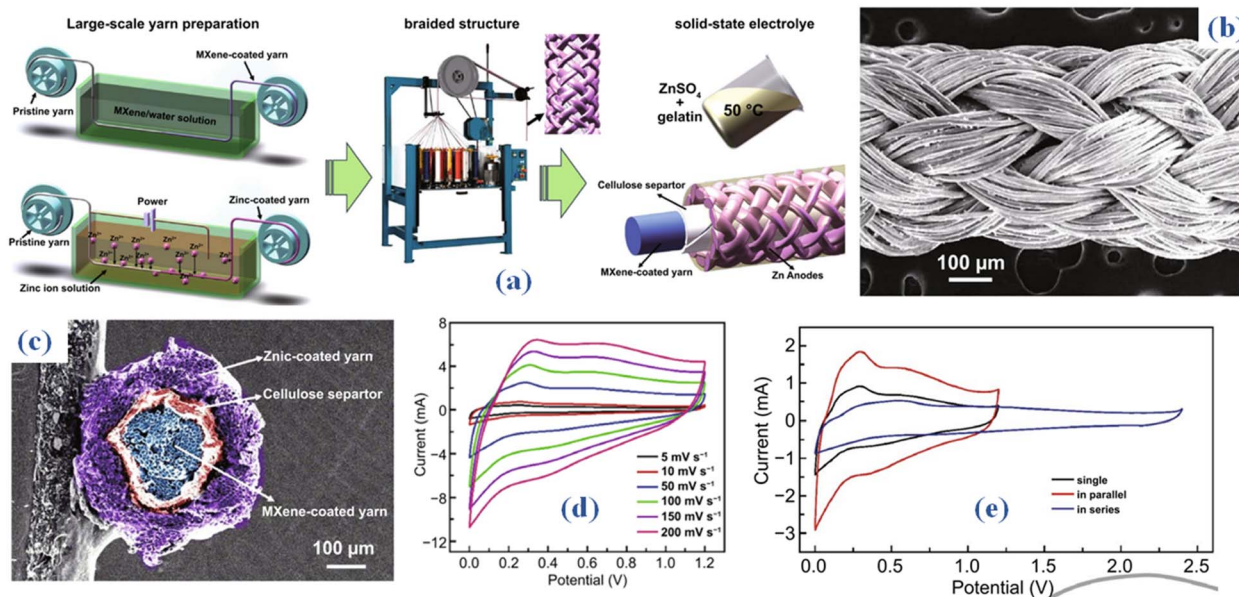 Large-scale yarn preparation
MXene-coated yarn
Pristine yarn
MXene/water solution
Power
Zinc-coated yarn
Pristine yarn
Zn²⁺ Zn²⁺ Zn²⁺ Zn²⁺ Zn²⁺
Zinc ion solution
braided structure
(a)
solid-state electrolye
ZnSO₄
+
gelatin
50 °C
Cellulose separtor
MXene-coated yarn
Zn Anodes
(b)
100 μm
(c)
Znic-coated yarn
Cellulose separtor
MXene-coated yarn
100 μm
Current (mA)
8
4
0
−4
−8
−12
5 mV s⁻¹
10 mV s⁻¹
50 mV s⁻¹
100 mV s⁻¹
150 mV s⁻¹
200 mV s⁻¹
(d)
0.0 0.2 0.4 0.6 0.8 1.0 1.2
Potential (V)
Current (mA)
2
1
0
−1
−2
−3
single
in parallel
in series
(e)
0.0 0.5 1.0 1.5 2.0 2.5
Potential (V)